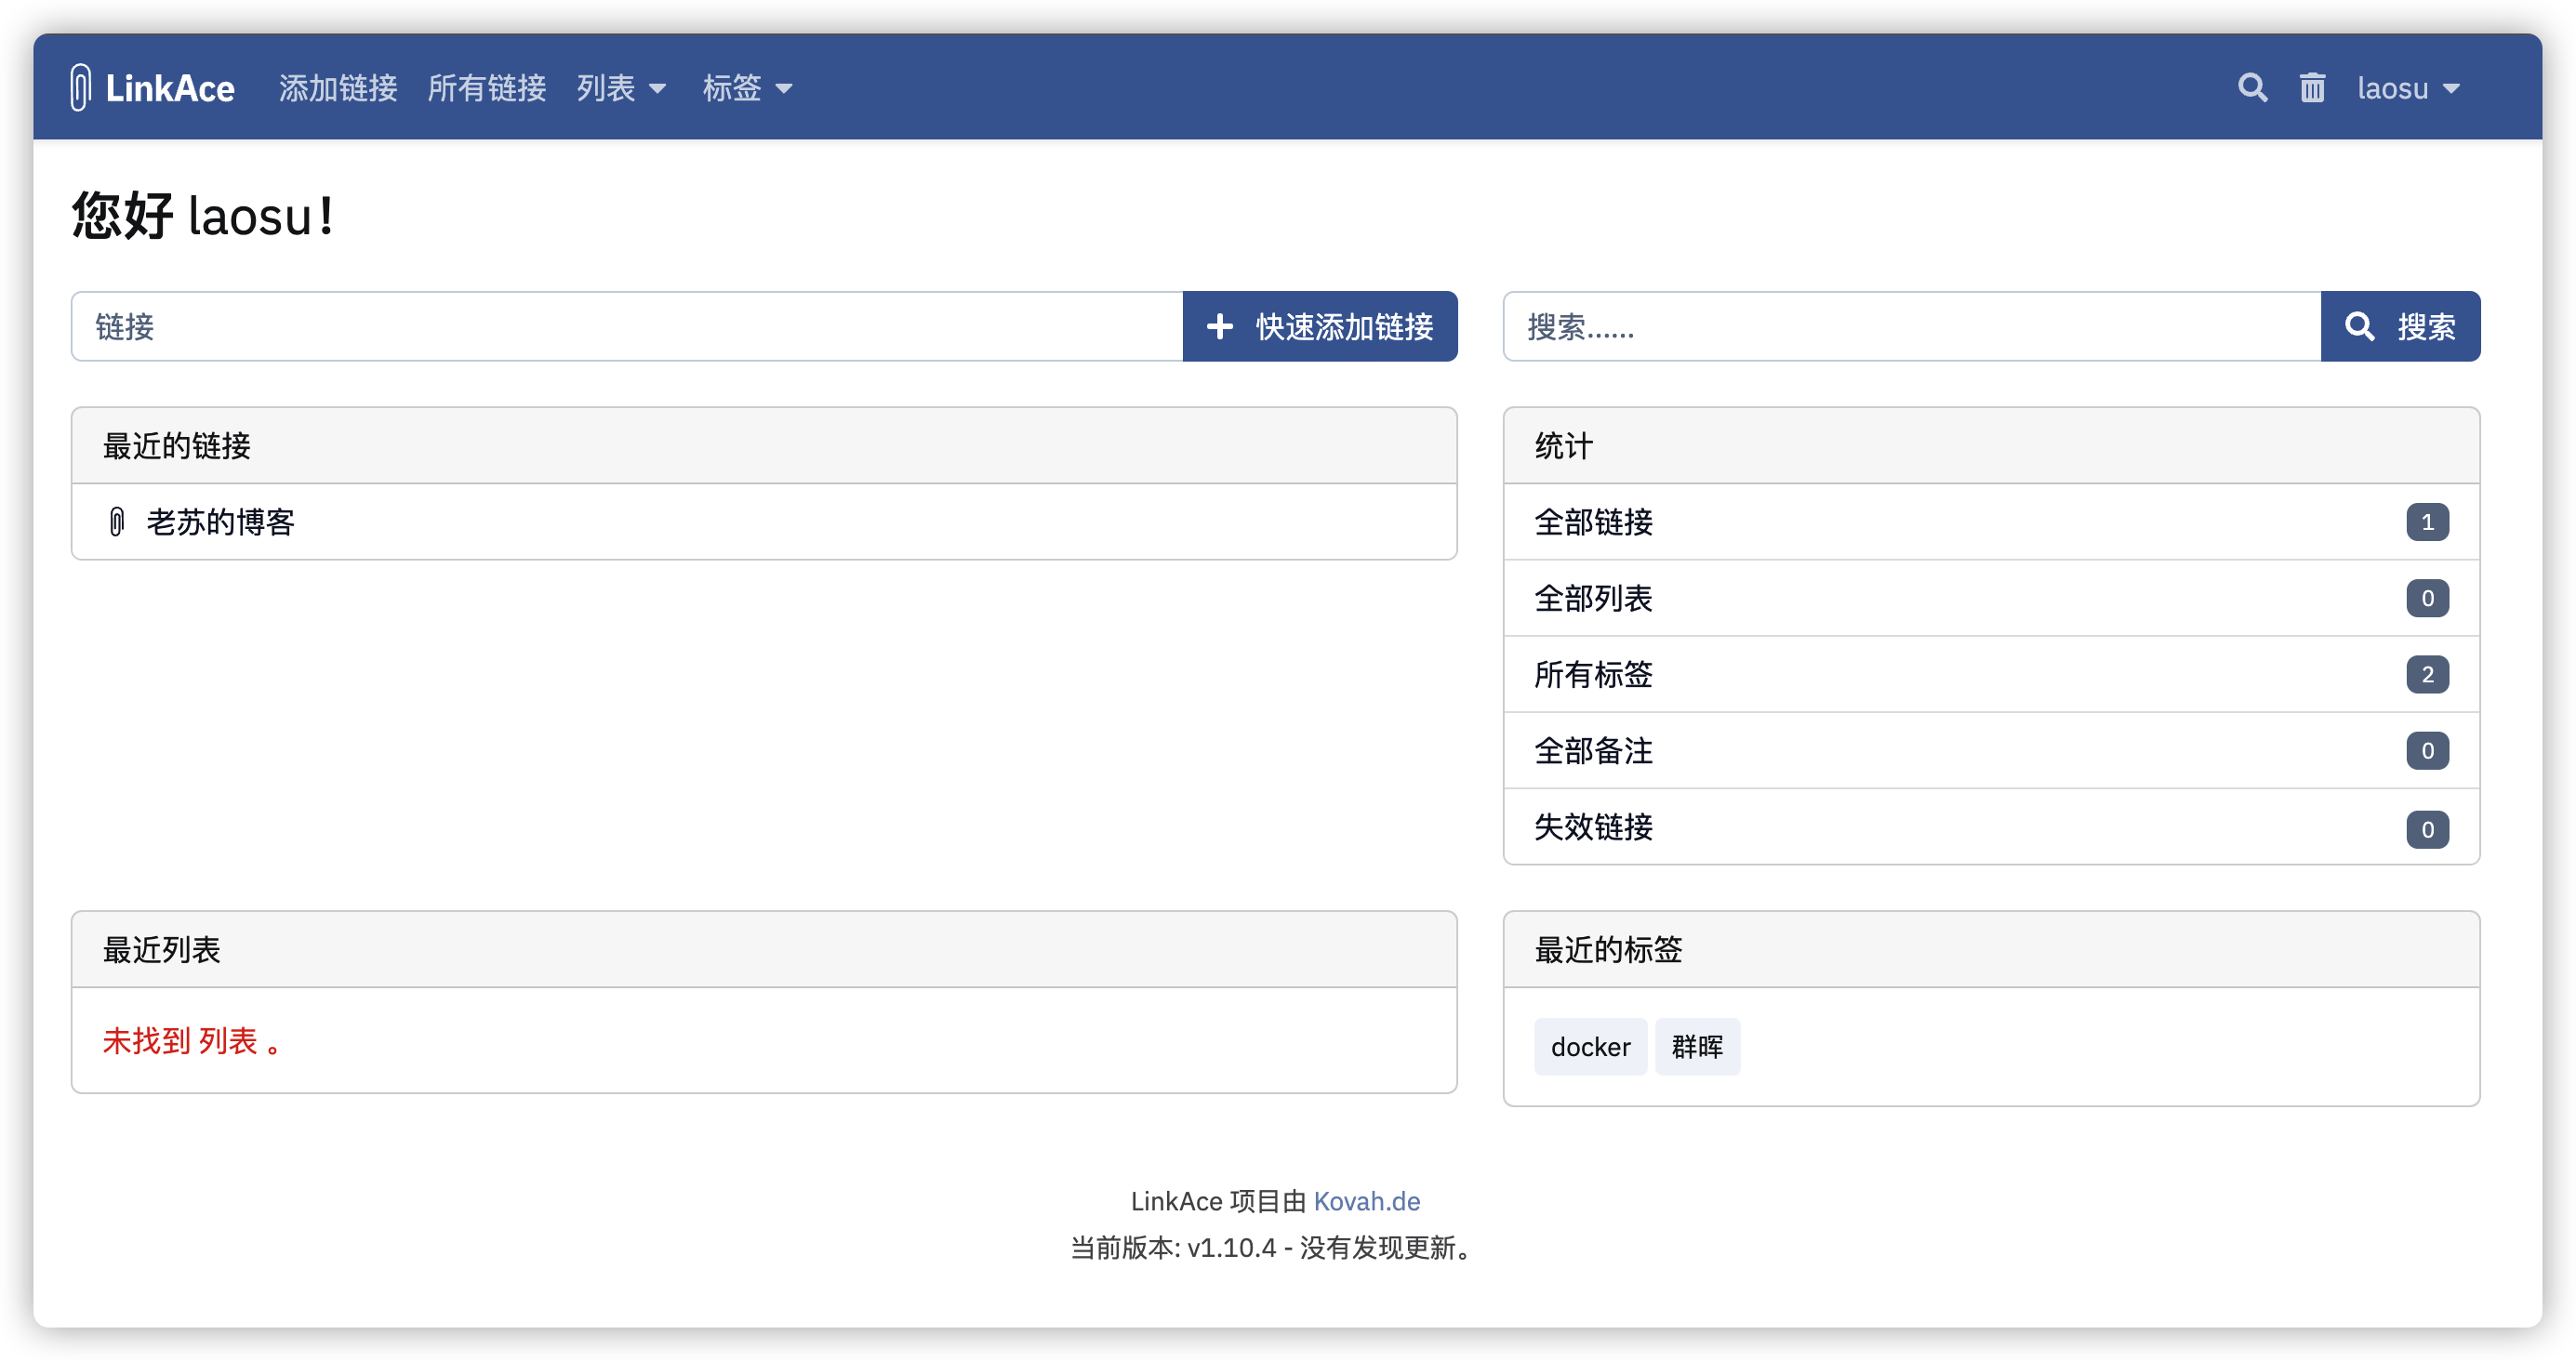 LinkAce 添加链接 所有链接 列表 标签 laosu
您好 laosu！
链接 快速添加链接 搜索…… 搜索
最近的链接
老苏的博客
统计
全部链接 1
全部列表 0
所有标签 2
全部备注 0
失效链接 0
最近列表
未找到 列表 。
最近的标签
docker 群晖
LinkAce 项目由 Kovah.de
当前版本: v1.10.4 - 没有发现更新。